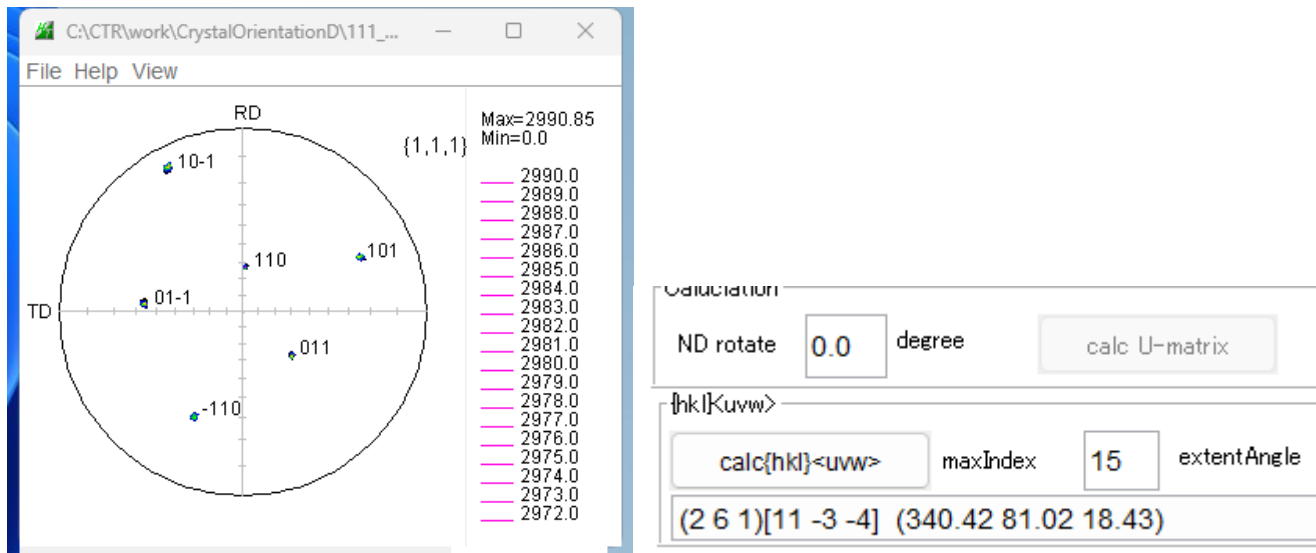 C:\CTR\work\CrystalOrientationD\111_...
File Help View
RD
{1,1,1}
Max=2990.85
Min=0.0
10-1
101
110
01-1
TD
011
-110
2990.0
2989.0
2988.0
2987.0
2986.0
2985.0
2984.0
2983.0
2982.0
2981.0
2980.0
2979.0
2978.0
2977.0
2976.0
2975.0
2974.0
2973.0
2972.0
Caluclation
ND rotate 0.0 degree calc U-matrix
{hkl}<uvw>
calc{hkl}<uvw> maxIndex 15 extentAngle
(2 6 1)[11 -3 -4] (340.42 81.02 18.43)